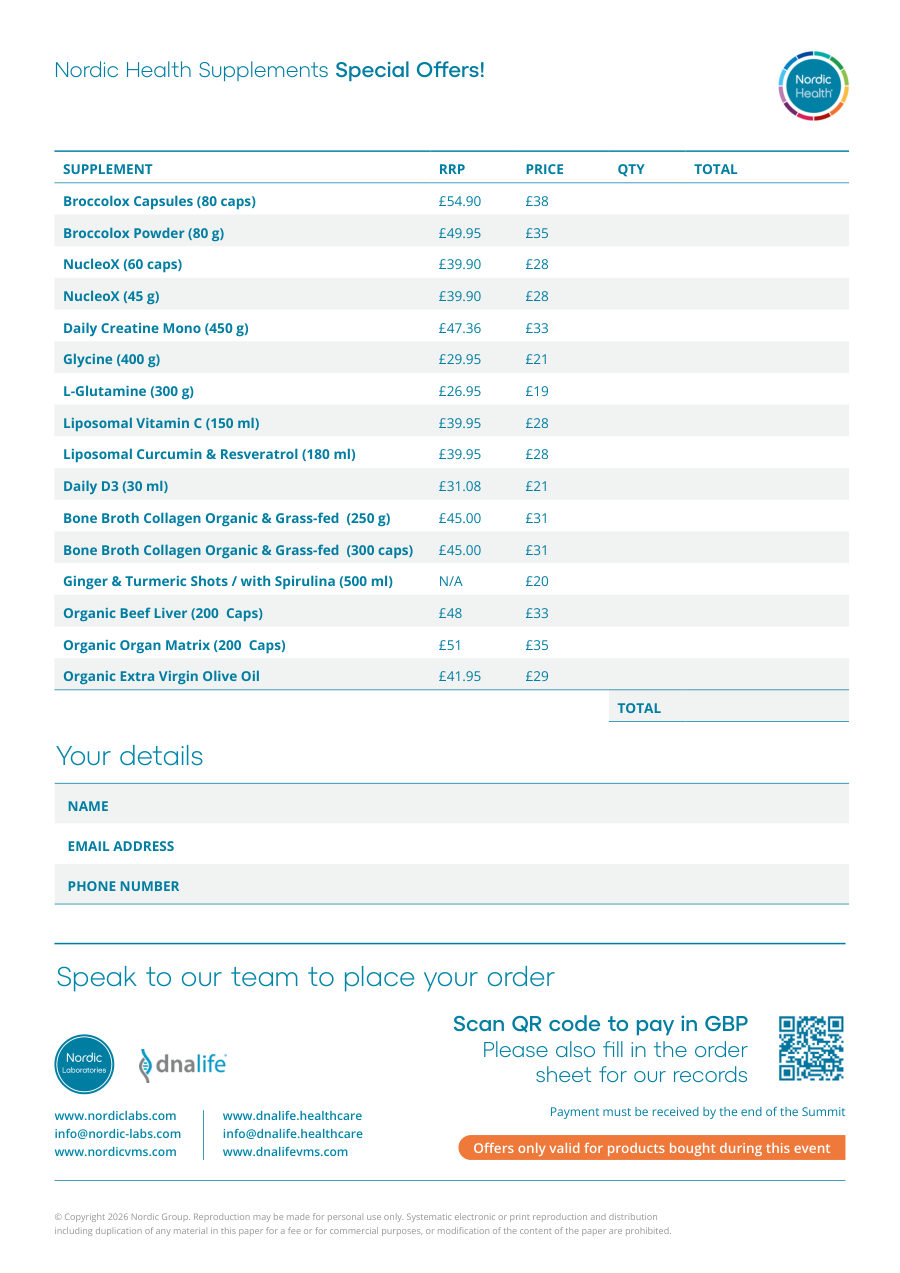 Nordic Health Supplements Special Offers!
Nordic
Health
SUPPLEMENT RRP PRICE QTY TOTAL
Broccolox Capsules (80 caps) £54.90 £38
Broccolox Powder (80 g) £49.95 £35
NucleoX (60 caps) £39.90 £28
NucleoX (45 g) £39.90 £28
Daily Creatine Mono (450 g) £47.36 £33
Glycine (400 g) £29.95 £21
L-Glutamine (300 g) £26.95 £19
Liposomal Vitamin C (150 ml) £39.95 £28
Liposomal Curcumin & Resveratrol (180 ml) £39.95 £28
Daily D3 (30 ml) £31.08 £21
Bone Broth Collagen Organic & Grass-fed (250 g) £45.00 £31
Bone Broth Collagen Organic & Grass-fed (300 caps) £45.00 £31
Ginger & Turmeric Shots / with Spirulina (500 ml) N/A £20
Organic Beef Liver (200 Caps) £48 £33
Organic Organ Matrix (200 Caps) £51 £35
Organic Extra Virgin Olive Oil £41.95 £29
TOTAL
Your details
NAME
EMAIL ADDRESS
PHONE NUMBER
Speak to our team to place your order
Nordic
Laboratories
dnalife
www.nordiclabs.com
info@nordic-labs.com
www.nordicvms.com
www.dnalife.healthcare
info@dnalife.healthcare
www.dnalifevms.com
Scan QR code to pay in GBP
Please also fill in the order
sheet for our records
Payment must be received by the end of the Summit
Offers only valid for products bought during this event
© Copyright 2026 Nordic Group. Reproduction may be made for personal use only. Systematic electronic or print reproduction and distribution
including duplication of any material in this paper for a fee or for commercial purposes, or modification of the content of the paper are prohibited.